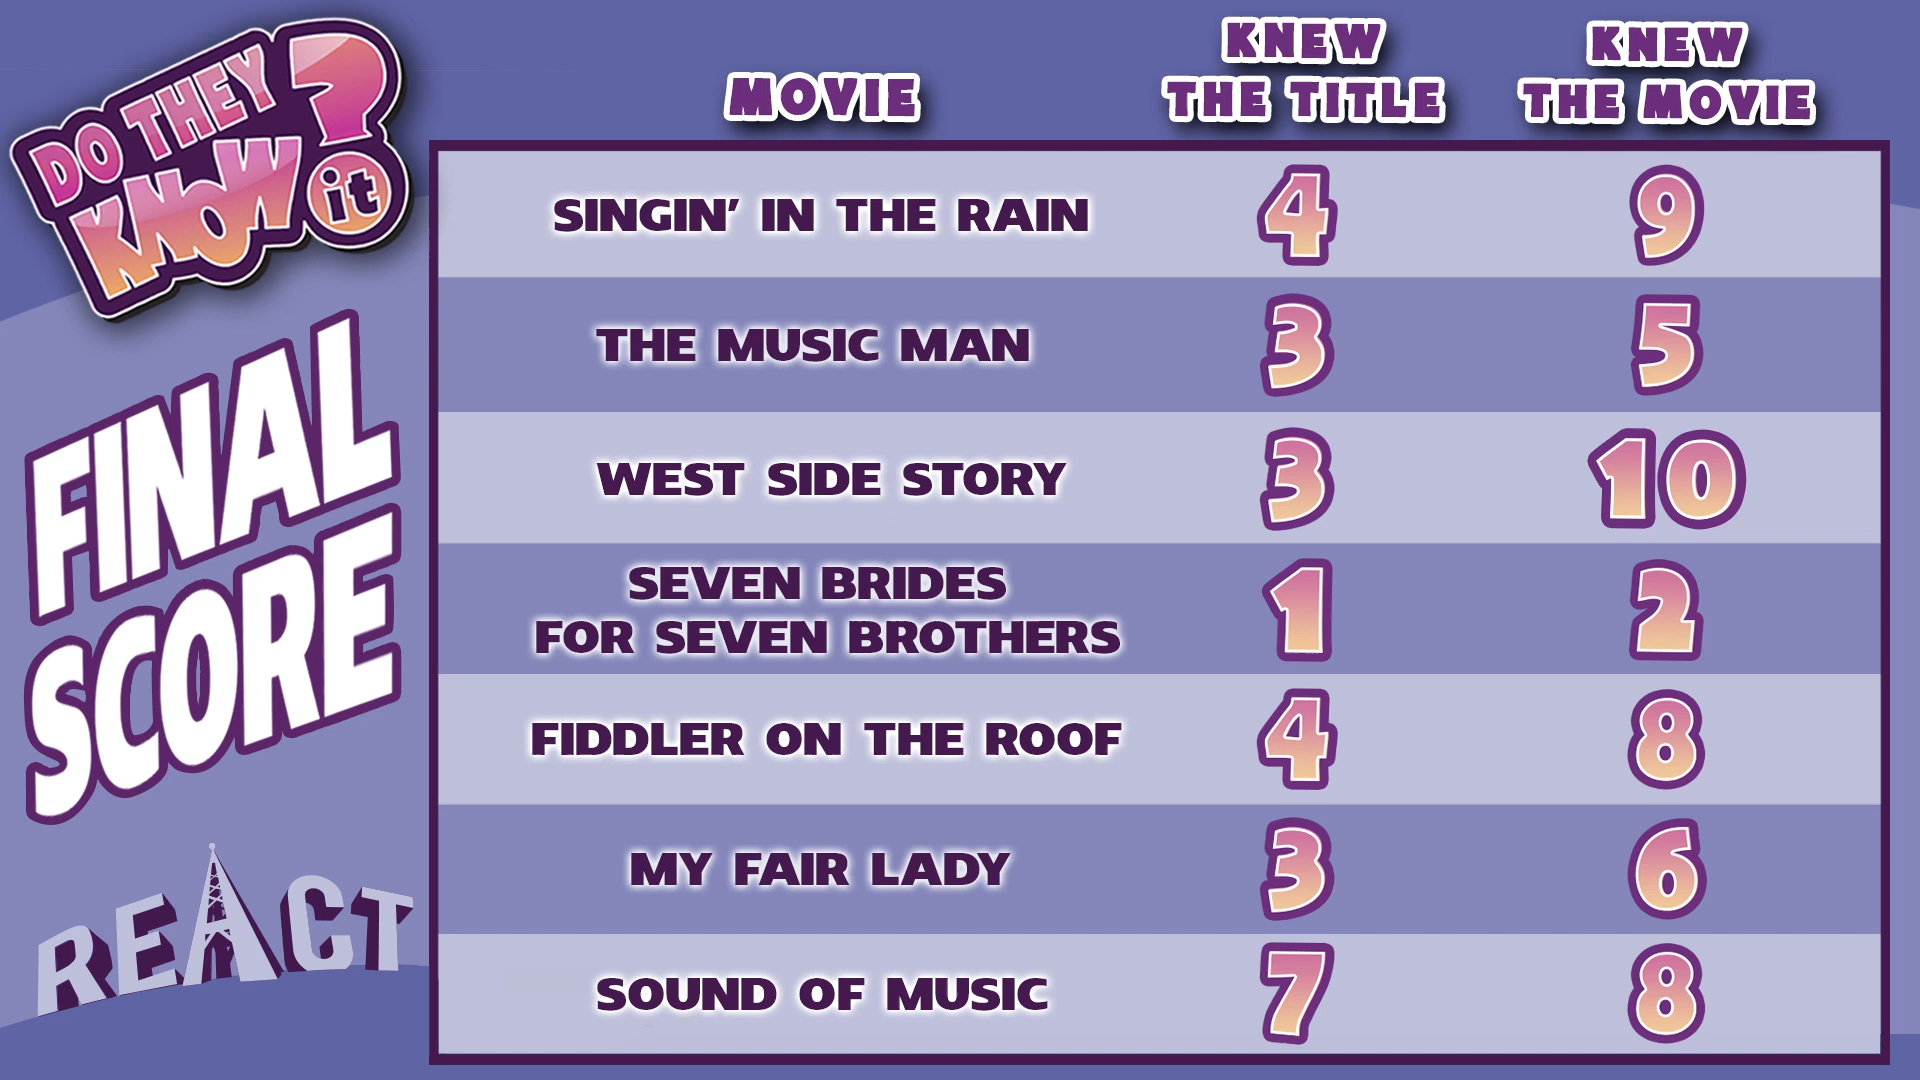 DO THEY
KNOW it?
FINAL
SCORE
REACT
MOVIE
KNEW
THE TITLE
KNEW
THE MOVIE
SINGIN’ IN THE RAIN 4 9
THE MUSIC MAN 3 5
WEST SIDE STORY 3 10
SEVEN BRIDES
FOR SEVEN BROTHERS 1 2
FIDDLER ON THE ROOF 4 8
MY FAIR LADY 3 6
SOUND OF MUSIC 7 8